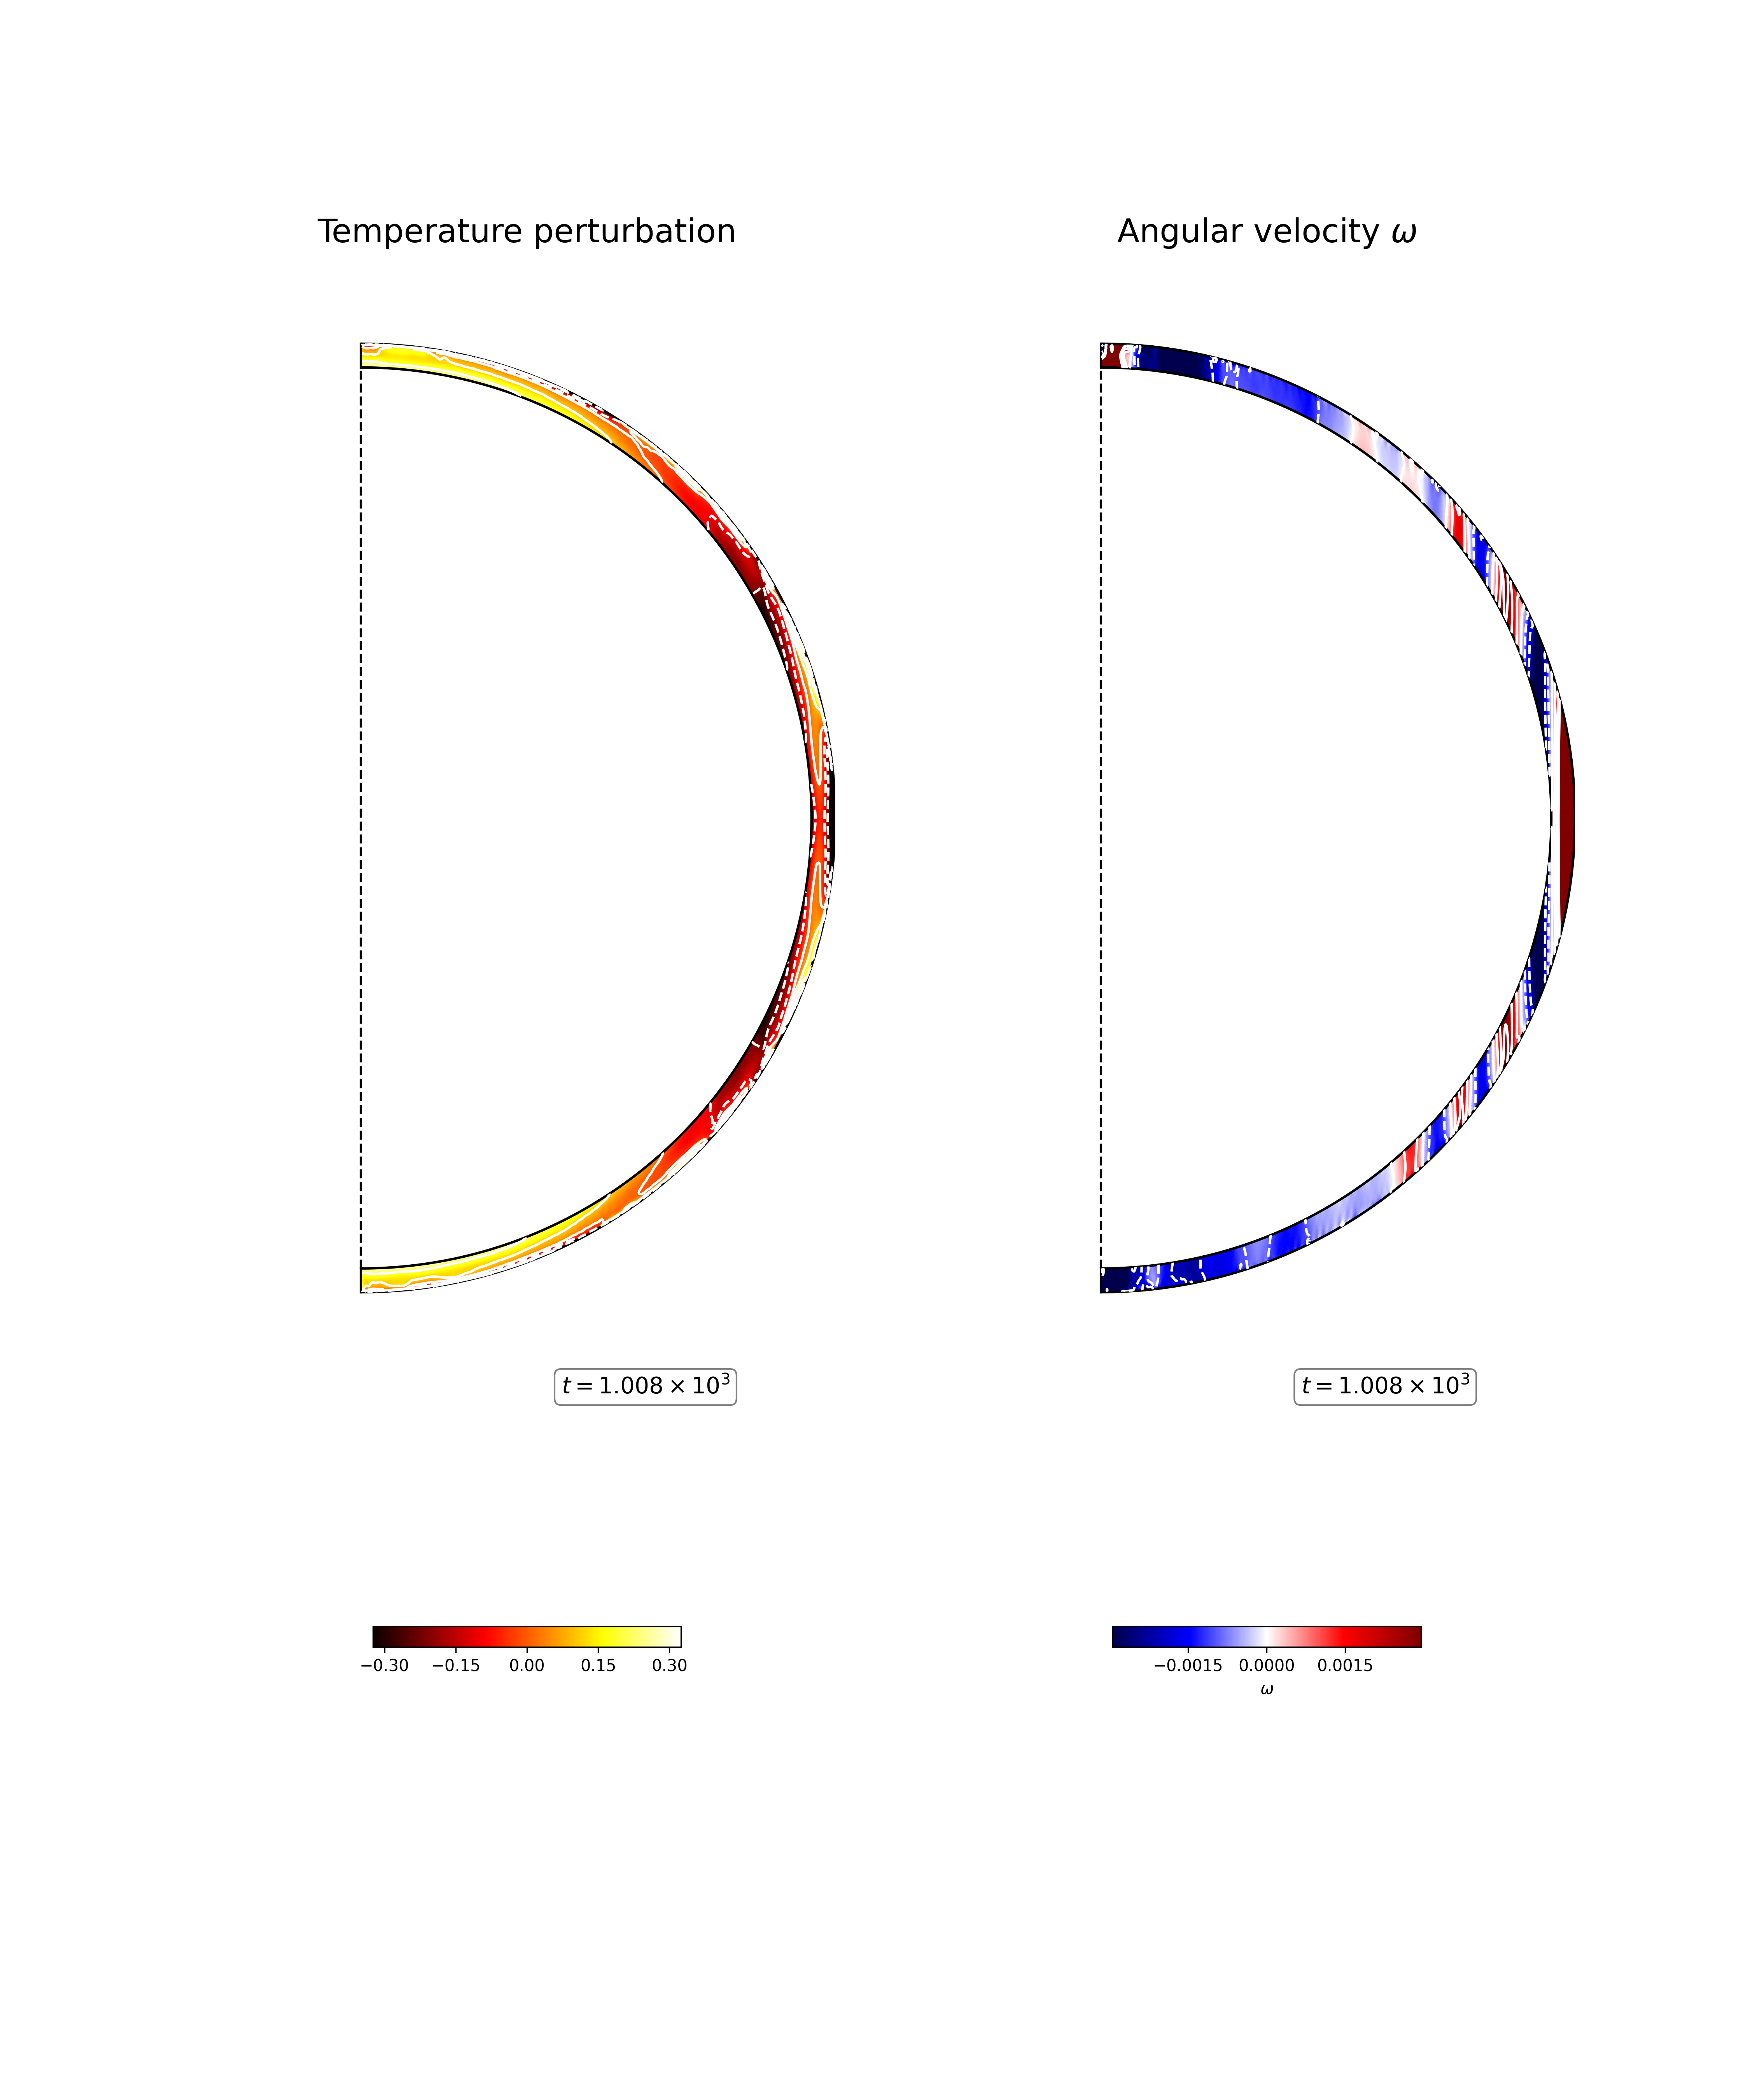 Temperature perturbation
Angular velocity ω
t = 1.008 × 10³
t = 1.008 × 10³
−0.30 −0.15 0.00 0.15 0.30
−0.0015 0.0000 0.0015
ω